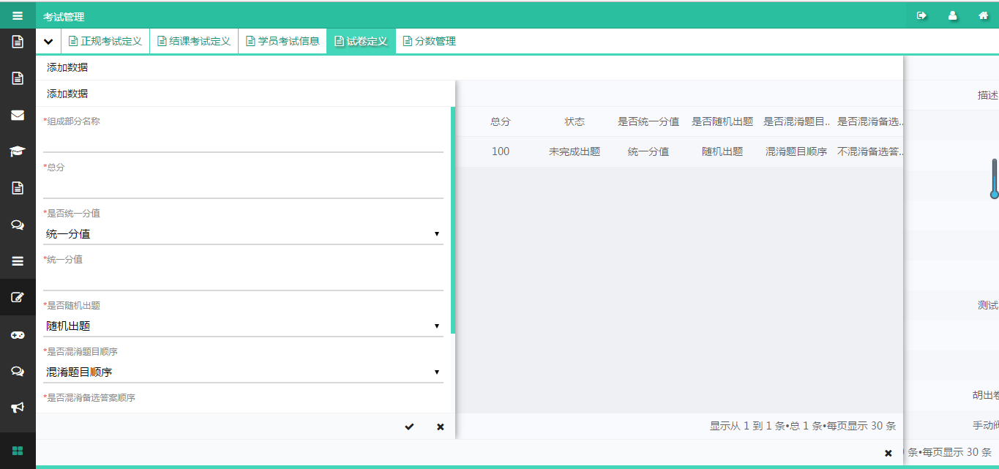 考试管理
正规考试定义 结课考试定义 学员考试信息 试卷定义 分数管理
添加数据
添加数据
描述
*组成部分名称
总分 状态 是否统一分值 是否随机出题 是否混淆题目.. 是否混淆备选..
100 未完成出题 统一分值 随机出题 混淆题目顺序 不混淆备选答..
*总分
*是否统一分值
统一分值
*统一分值
*是否随机出题
测试
随机出题
*是否混淆题目顺序
混淆题目顺序
*是否混淆备选答案顺序
胡出卷
显示从 1 到 1 条•总 1 条•每页显示 30 条
手动阀
条•每页显示 30 条